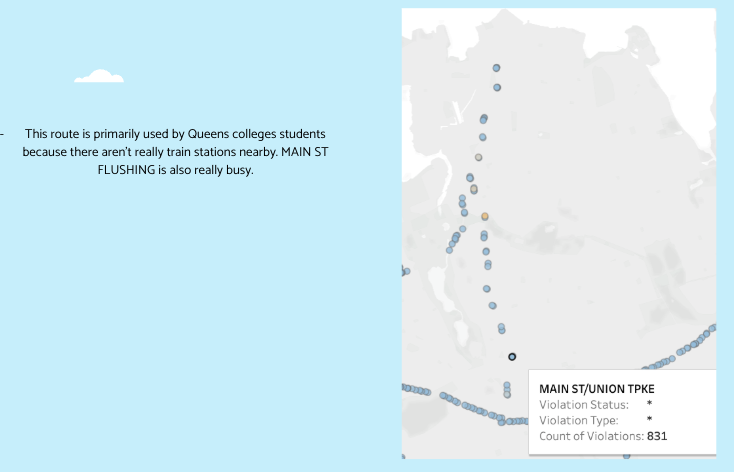 - This route is primarily used by Queens colleges students
because there aren't really train stations nearby. MAIN ST
FLUSHING is also really busy.
MAIN ST/UNION TPKE
Violation Status: *
Violation Type: *
Count of Violations: 831